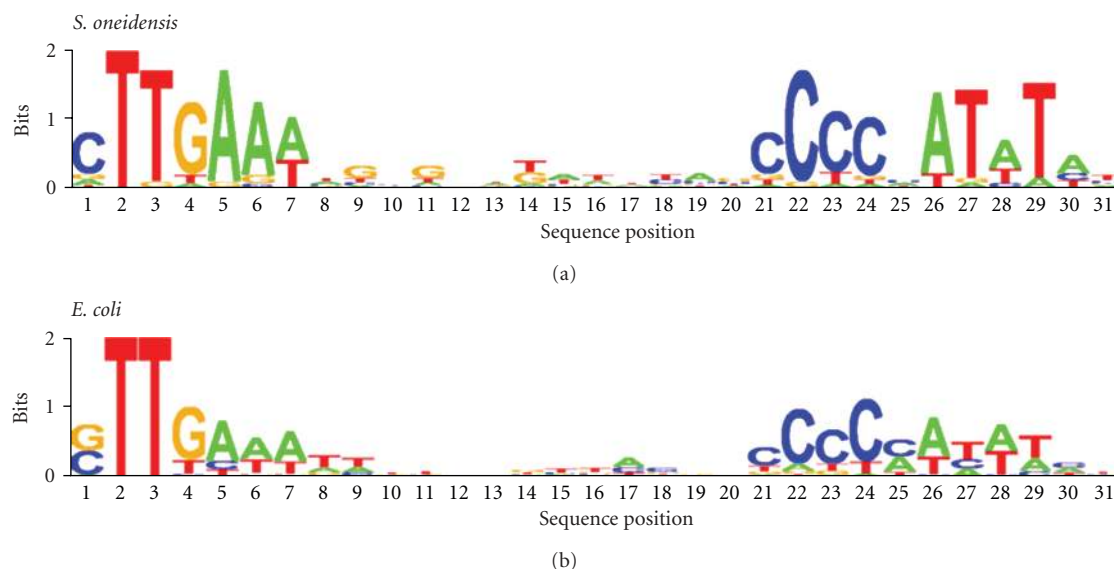 S. oneidensis
2
1
0
Bits
1 2 3 4 5 6 7 8 9 10 11 12 13 14 15 16 17 18 19 20 21 22 23 24 25 26 27 28 29 30 31
Sequence position
(a)
E. coli
2
1
0
Bits
1 2 3 4 5 6 7 8 9 10 11 12 13 14 15 16 17 18 19 20 21 22 23 24 25 26 27 28 29 30 31
Sequence position
(b)